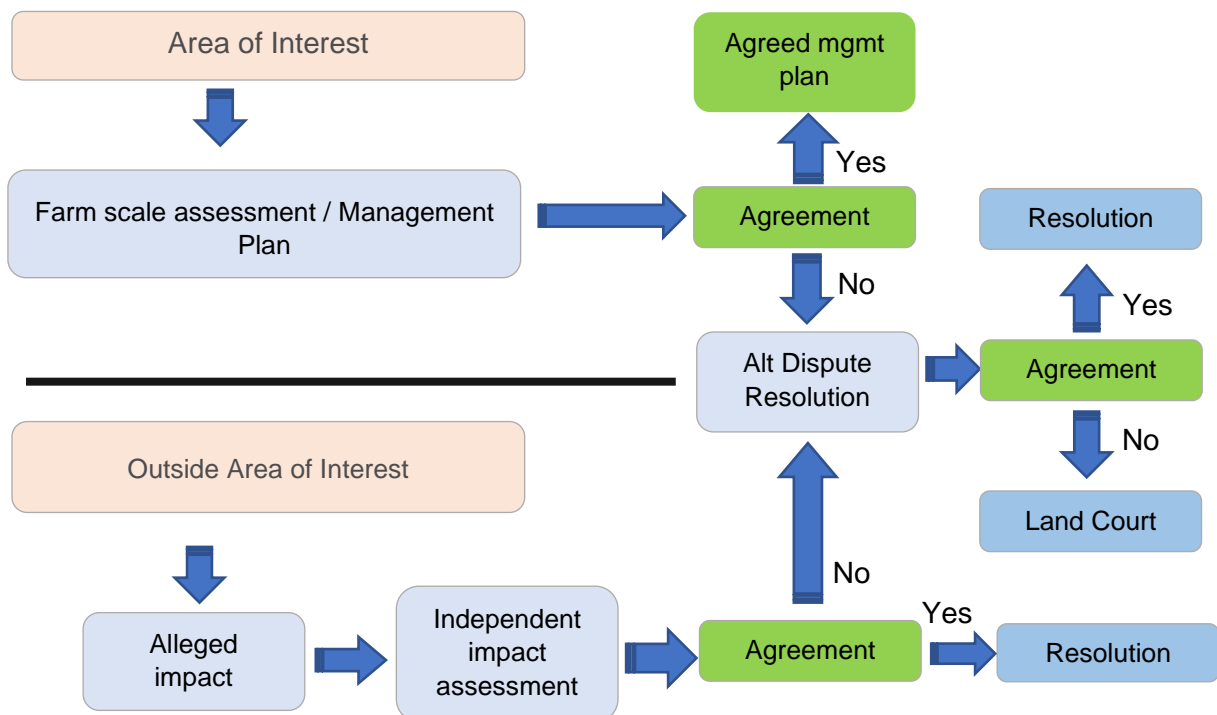 Area of Interest
Agreed mgmt
plan
Yes
Farm scale assessment / Management
Plan
Agreement
Resolution
No
Yes
Alt Dispute
Resolution
Agreement
Outside Area of Interest
No
Land Court
No
Yes
Alleged
impact
Independent
impact
assessment
Agreement
Resolution